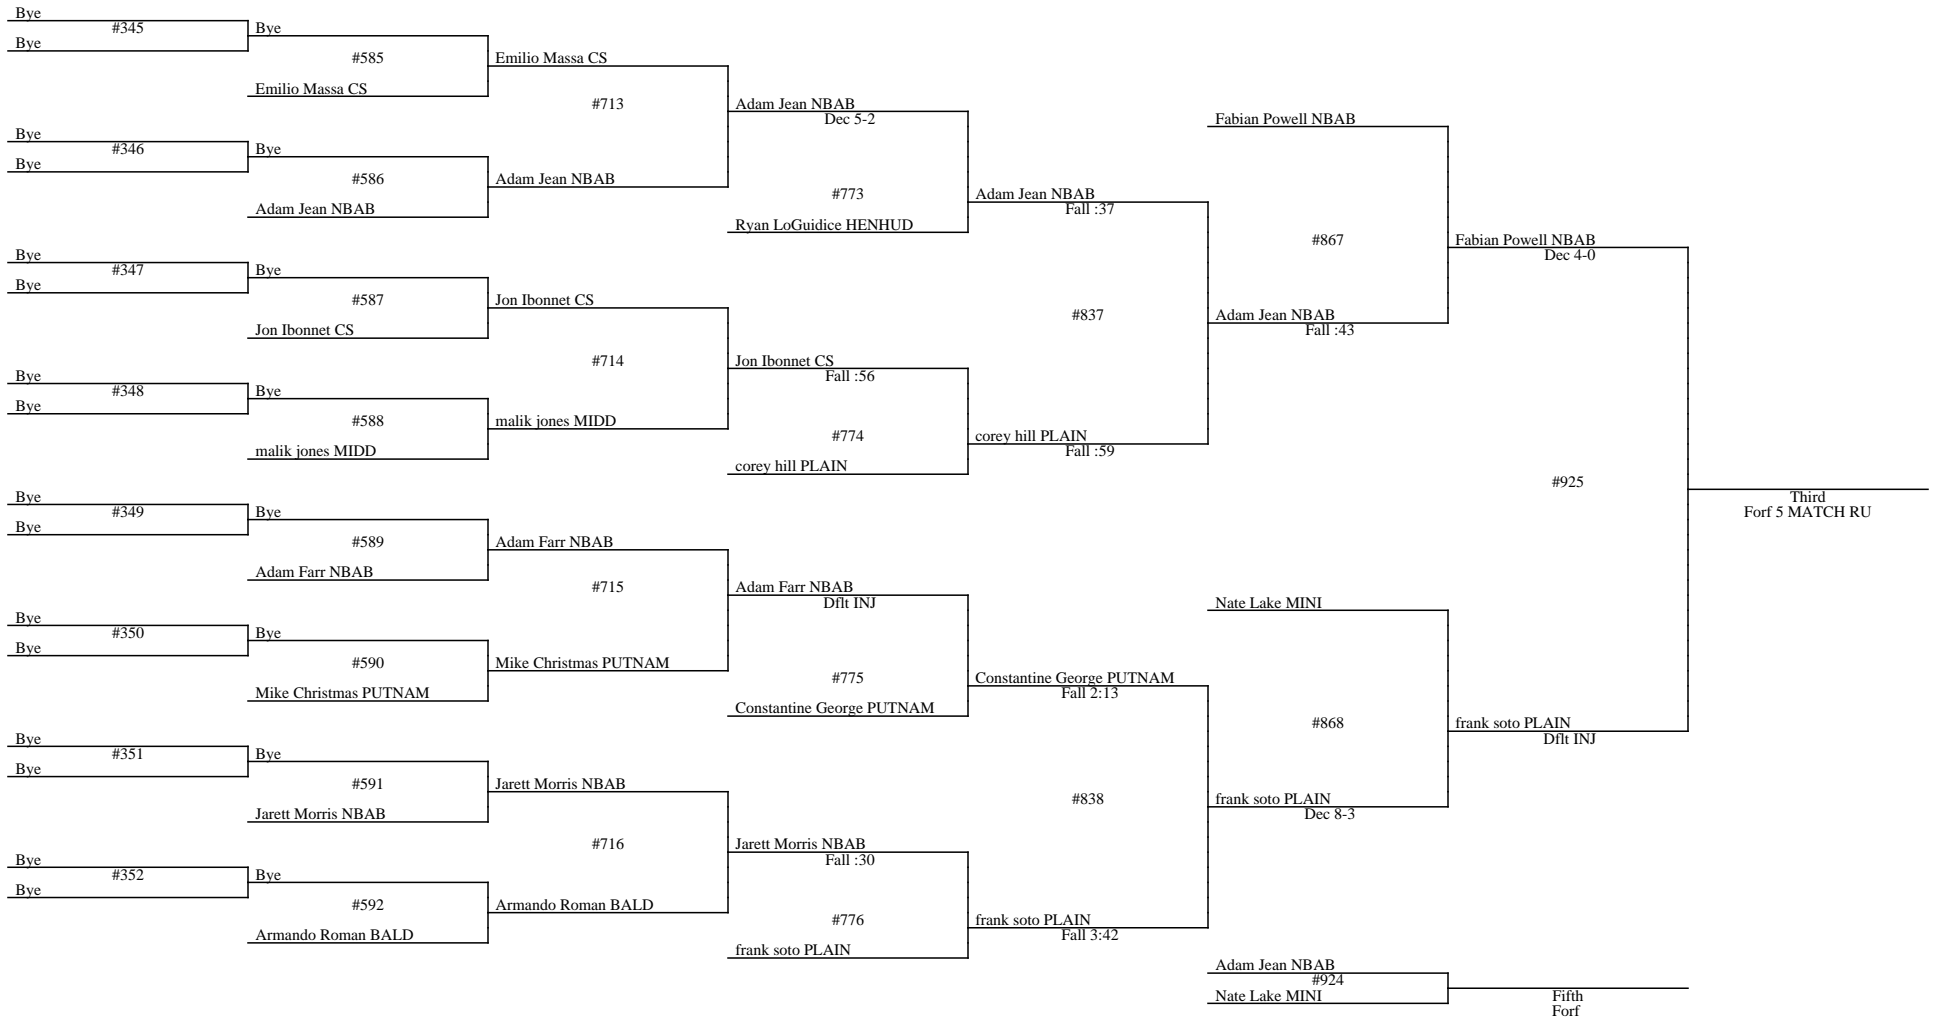 Bye
#345
Bye
Bye
#585
Emilio Massa CS
Emilio Massa CS
#713
Bye
#346
Bye
Bye
#586
Adam Jean NBAB
Adam Jean NBAB
Adam Jean NBAB
Dec 5-2
#773
Ryan LoGuidice HENHUD
Adam Jean NBAB
Fall :37
Bye
#347
Bye
Bye
#587
Jon Ibonnet CS
Jon Ibonnet CS
#714
Bye
#348
Bye
Bye
#588
malik jones MIDD
malik jones MIDD
Jon Ibonnet CS
Fall :56
#774
corey hill PLAIN
corey hill PLAIN
Fall :59
#837
Fabian Powell NBAB
#867
Adam Jean NBAB
Fall :43
Fabian Powell NBAB
Dec 4-0
Bye
#349
Bye
Bye
#589
Adam Farr NBAB
Adam Farr NBAB
#715
Bye
#350
Bye
Bye
#590
Mike Christmas PUTNAM
Mike Christmas PUTNAM
Adam Farr NBAB
Dflt INJ
#775
Constantine George PUTNAM
Constantine George PUTNAM
Fall 2:13
Bye
#351
Bye
Bye
#591
Jarett Morris NBAB
Jarett Morris NBAB
#716
Bye
#352
Bye
Bye
#592
Armando Roman BALD
Armando Roman BALD
Jarett Morris NBAB
Fall :30
#776
frank soto PLAIN
frank soto PLAIN
Fall 3:42
#838
Nate Lake MINI
#868
frank soto PLAIN
Dec 8-3
frank soto PLAIN
Dflt INJ
#925
Third
Forf 5 MATCH RU
Adam Jean NBAB
#924
Nate Lake MINI
Fifth
Forf